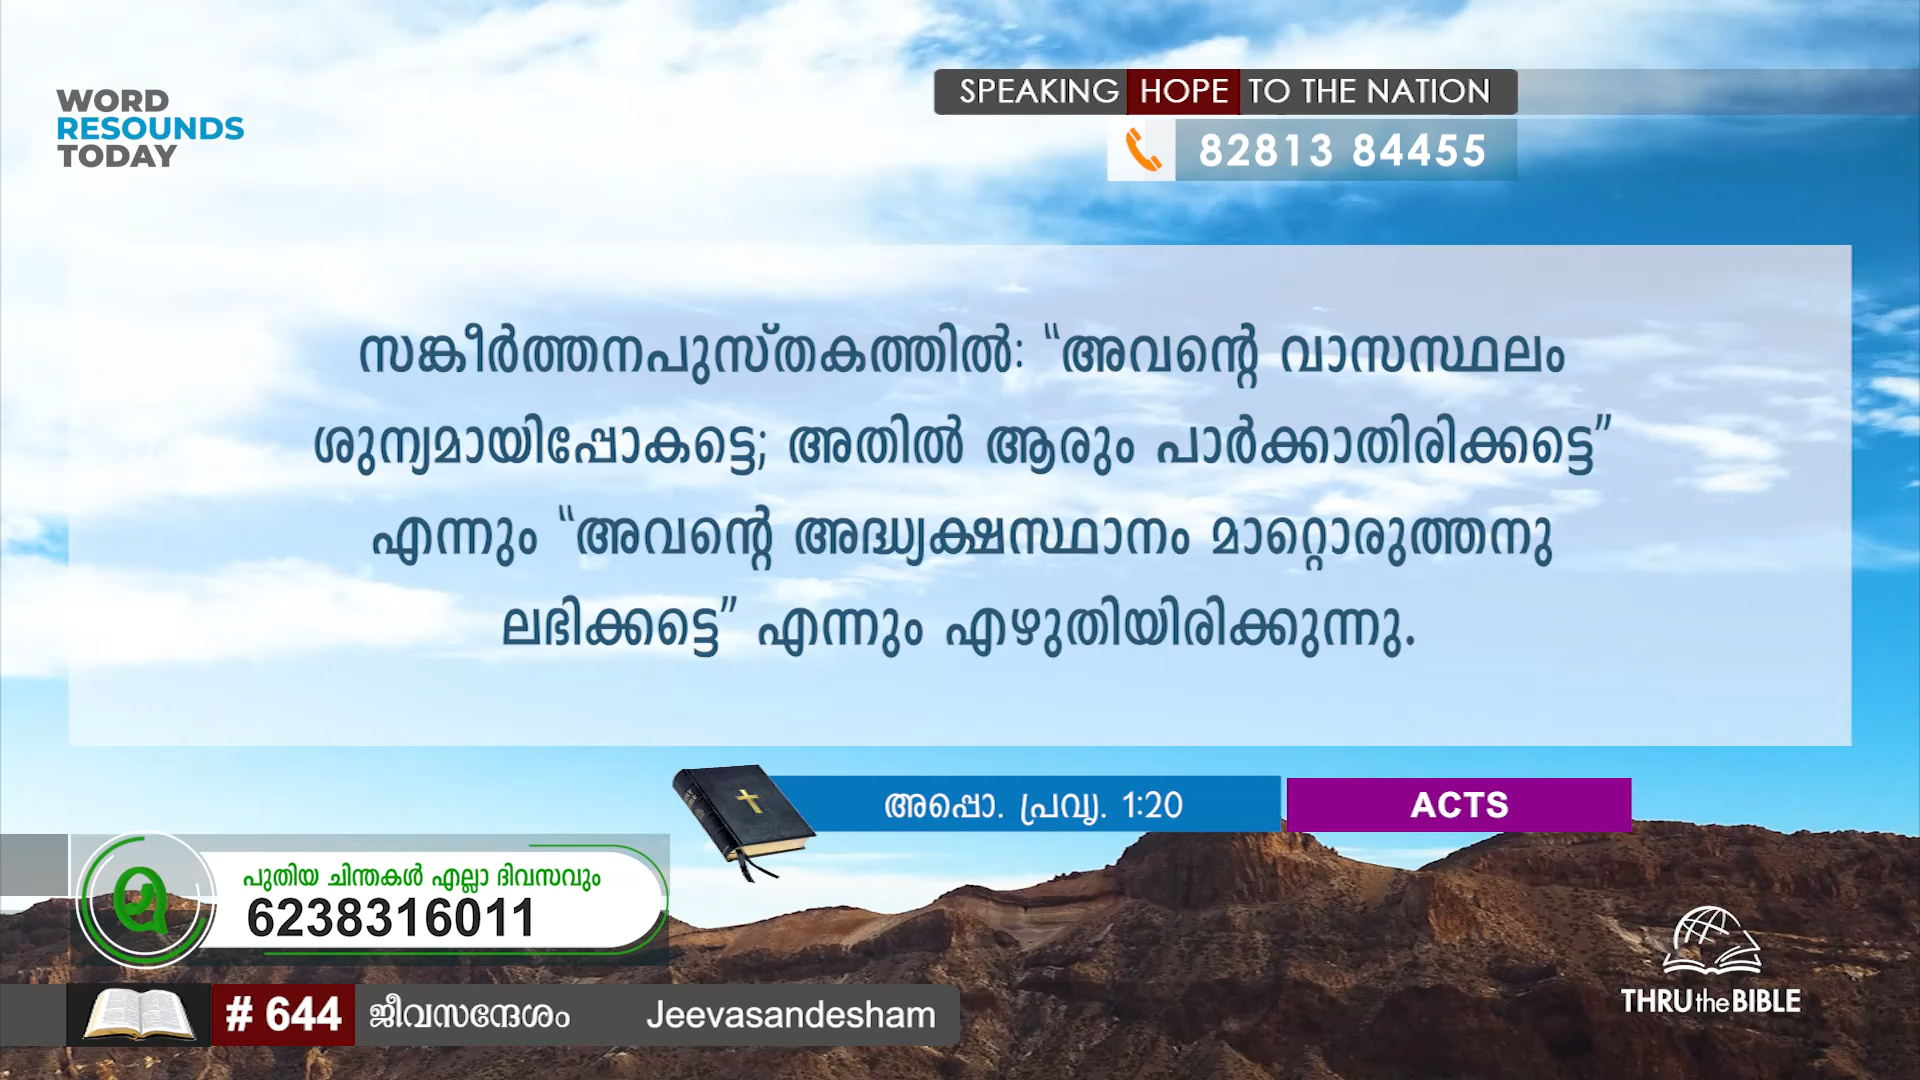 WORD
RESOUNDS
TODAY
SPEAKING HOPE TO THE NATION
82813 84455
സങ്കീർത്തനപുസ്തകത്തിൽ: “അവന്റെ വാസസ്ഥലം
ശുന്യമായിപ്പോകട്ടെ; അതിൽ ആരും പാർക്കാതിരിക്കട്ടെ”
എന്നും “അവന്റെ അദ്ധ്യക്ഷസ്ഥാനം മാറ്റൊരുത്തനു
ലഭിക്കട്ടെ” എന്നും എഴുതിയിരിക്കുന്നു.
അപ്പൊ. പ്രവൃ. 1:20
ACTS
പുതിയ ചിന്തകൾ എല്ലാ ദിവസവും
6238316011
# 644 ജീവസന്ദേശം Jeevasandesham
THRU the BIBLE